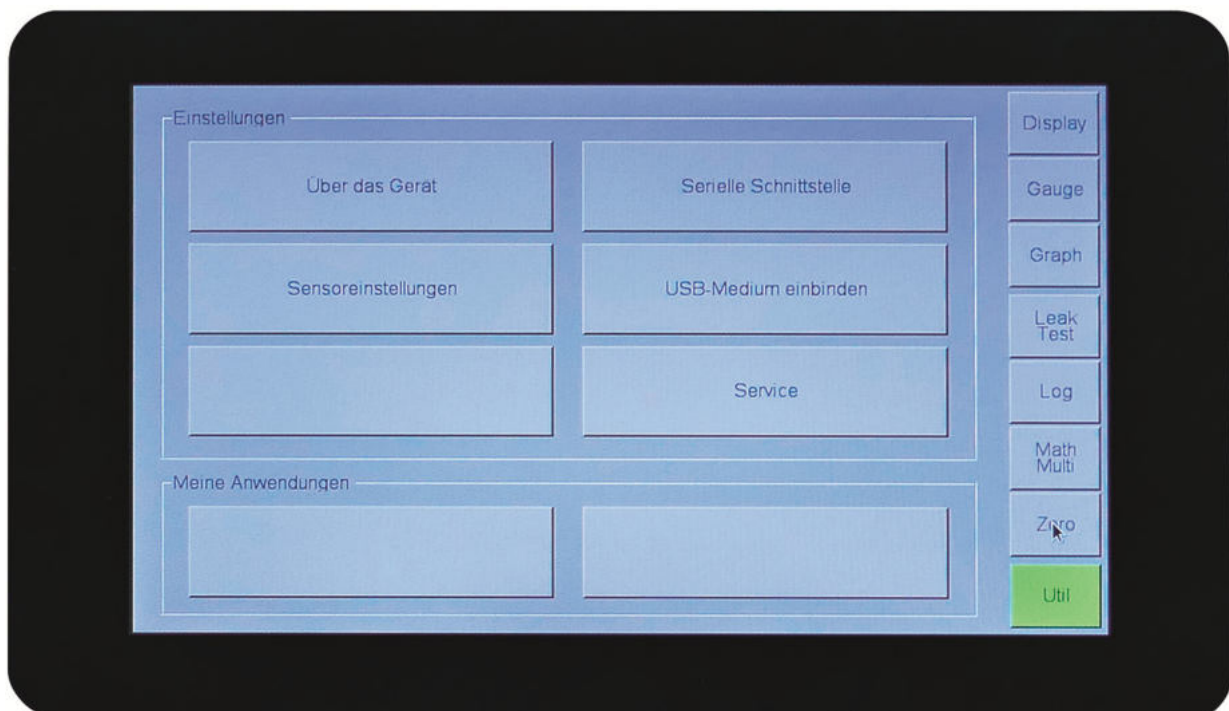 Einstellungen
Über das Gerät
Serielle Schnittstelle
Sensoreinstellungen
USB-Medium einbinden
Service
Meine Anwendungen
Display
Gauge
Graph
Leak
Test
Log
Math
Multi
Zero
Util